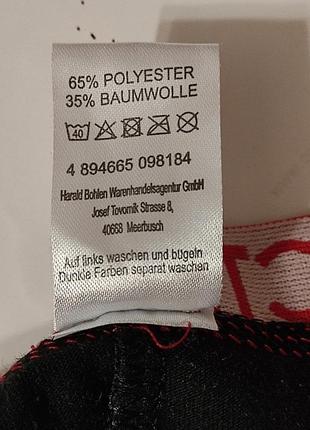 65% POLYESTER
35% BAUMWOLLE
40
4 894665 098184
Harald Bohlen Warenhandelsagentur GmbH
Josef Tovornik Strasse 8,
40668 Meerbusch
Auf links waschen und bügeln
Dunkle Farben separat waschen